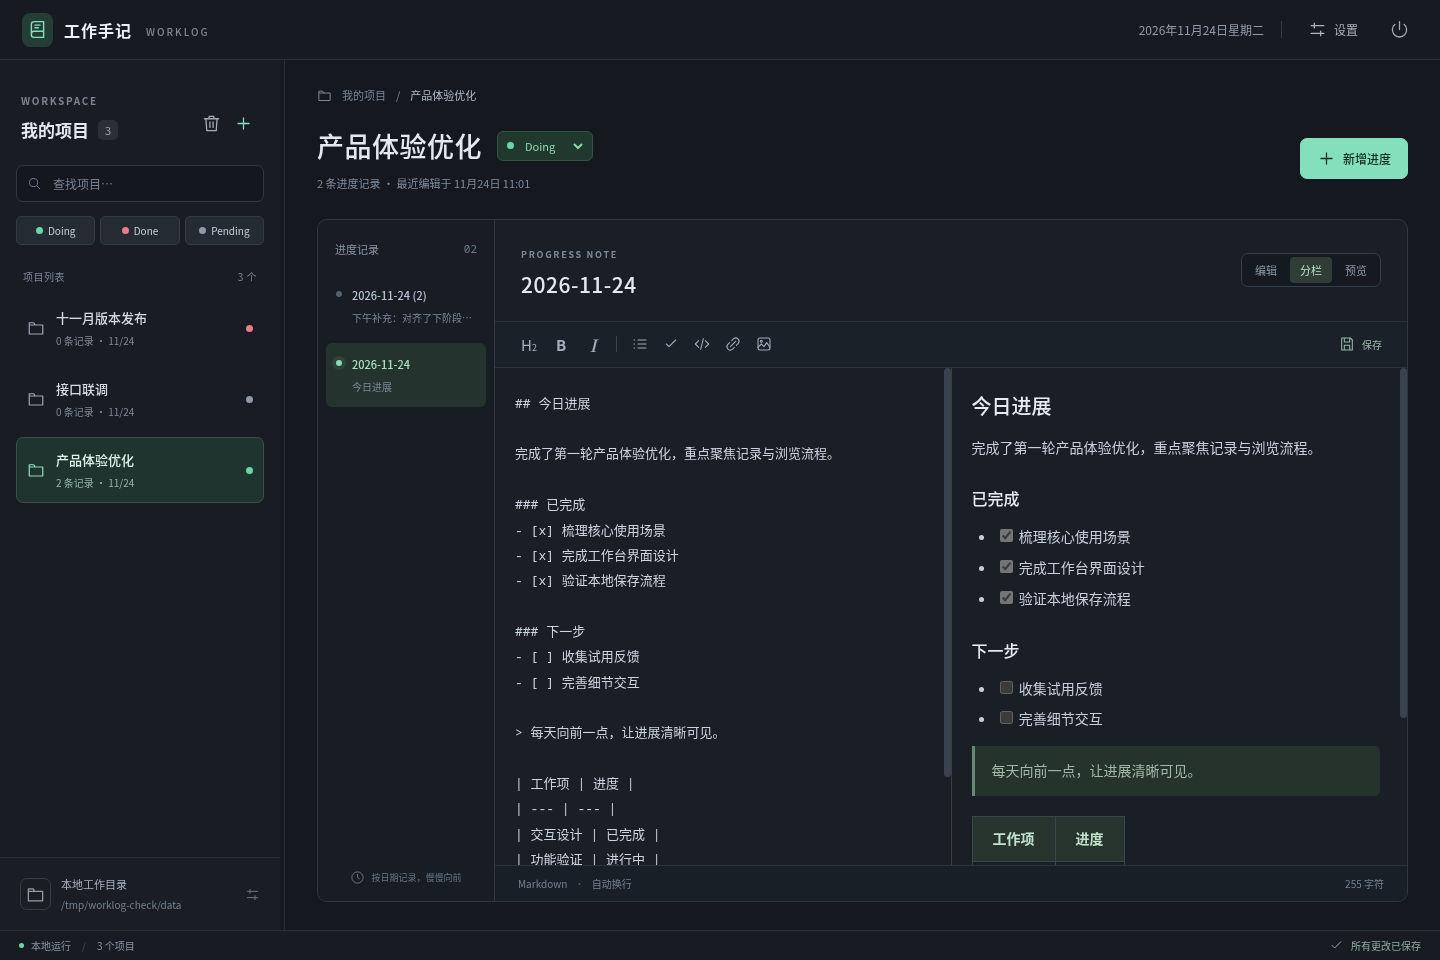 工作手记 WORKLOG
2026年11月24日星期二
设置
WORKSPACE
我的项目 3
查找项目…
Doing Done Pending
项目列表 3 个
十一月版本发布
0 条记录 • 11/24
接口联调
0 条记录 • 11/24
产品体验优化
2 条记录 • 11/24
本地工作目录
/tmp/worklog-check/data
我的项目 / 产品体验优化
产品体验优化 Doing
2 条进度记录 • 最近编辑于 11月24日 11:01
新增进度
进度记录 02
2026-11-24 (2)
下午补充：对齐了下阶段…
2026-11-24
今日进展
按日期记录，慢慢向前
PROGRESS NOTE
2026-11-24
编辑 分栏 预览
H2 B I
保存
## 今日进展
完成了第一轮产品体验优化，重点聚焦记录与浏览流程。
### 已完成
- [x] 梳理核心使用场景
- [x] 完成工作台界面设计
- [x] 验证本地保存流程
### 下一步
- [ ] 收集试用反馈
- [ ] 完善细节交互
> 每天向前一点，让进展清晰可见。
| 工作项 | 进度 |
| --- | --- |
| 交互设计 | 已完成 |
| 功能验证 | 进行中 |
今日进展
完成了第一轮产品体验优化，重点聚焦记录与浏览流程。
已完成
梳理核心使用场景
完成工作台界面设计
验证本地保存流程
下一步
收集试用反馈
完善细节交互
每天向前一点，让进展清晰可见。
工作项 进度
Markdown · 自动换行
255 字符
本地运行 / 3 个项目
所有更改已保存